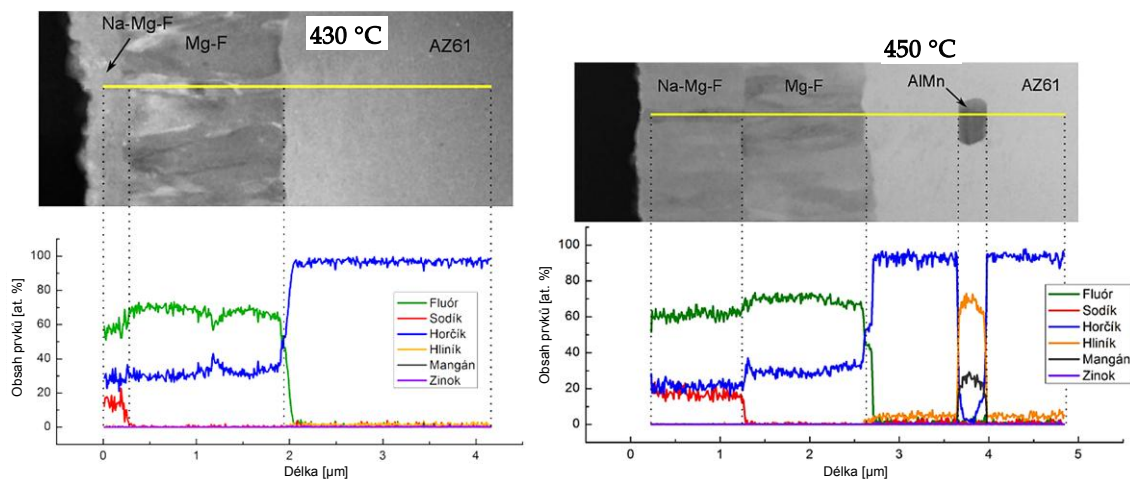 Na-Mg-F
Mg-F
430 °C
AZ61
100
80
60
40
20
0
Obsah prvků [at. %]
Fluór
Sodík
Horčík
Hliník
Mangán
Zinok
0
1
2
3
4
Délka [µm]
450 °C
Na-Mg-F
Mg-F
AlMn
AZ61
100
80
60
40
20
0
Obsah prvků [at. %]
Fluór
Sodík
Horčík
Hliník
Mangán
Zinok
0
1
2
3
4
5
Délka [µm]